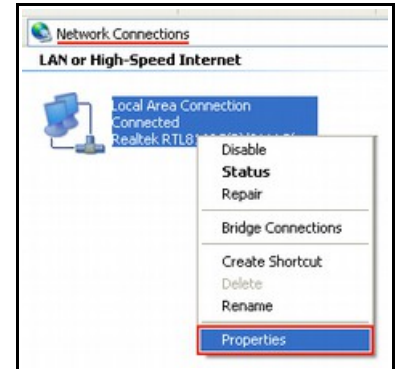 Network Connections
LAN or High-Speed Internet
Local Area Connection
Connected
Realtek
Disable
Status
Repair
Bridge Connections
Create Shortcut
Delete
Rename
Properties